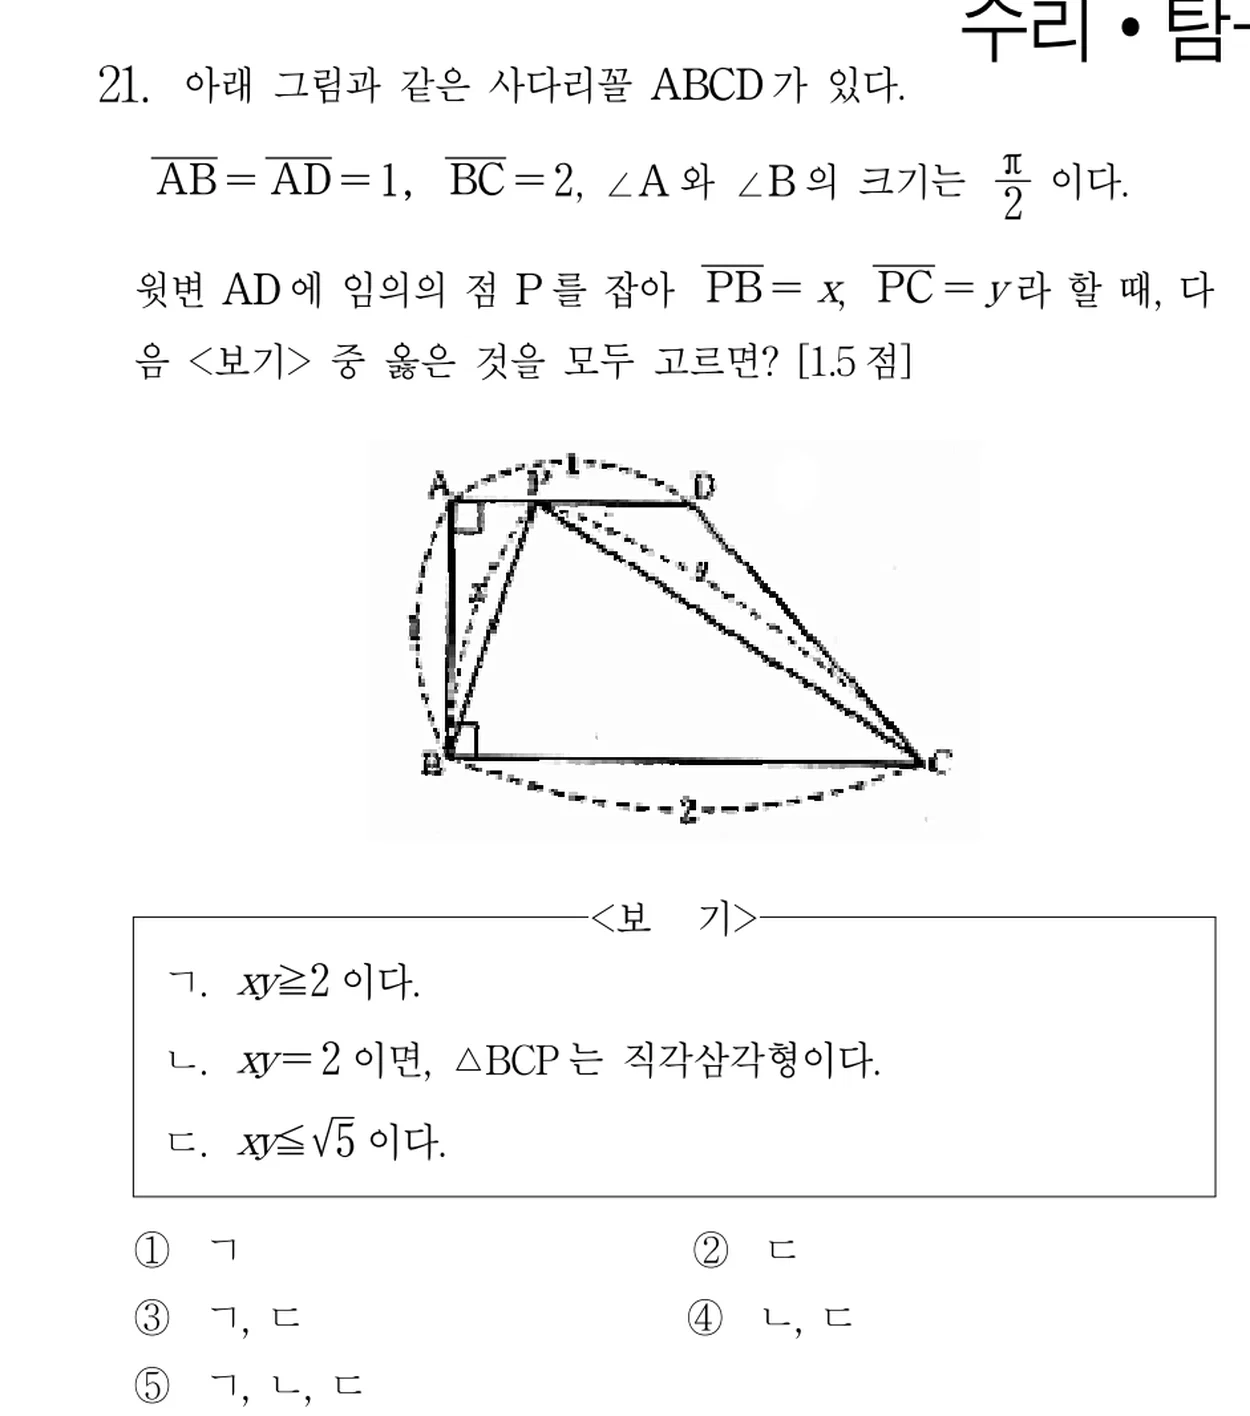 수리•탐
21. 아래 그림과 같은 사다리꼴 ABCD가 있다.
AB = AD = 1, BC = 2, ∠A 와 ∠B의 크기는 π/2 이다.
윗변 AD에 임의의 점 P를 잡아 PB = x, PC = y라 할 때, 다
음 <보기> 중 옳은 것을 모두 고르면? [1.5 점]
1
A P D
x y
B C
2
<보 기>
ㄱ. xy≧2 이다.
ㄴ. xy=2 이면, △BCP는 직각삼각형이다.
ㄷ. xy≦√5 이다.
① ㄱ ② ㄷ
③ ㄱ, ㄷ ④ ㄴ, ㄷ
⑤ ㄱ, ㄴ, ㄷ